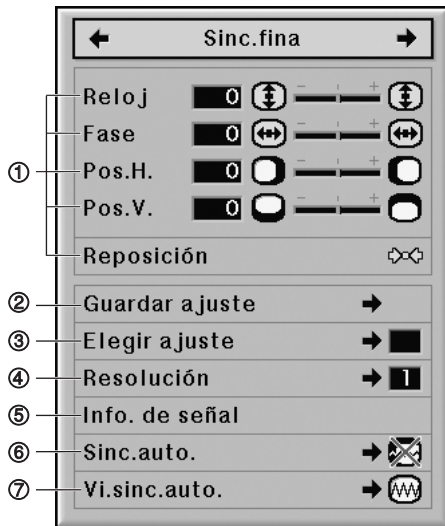 Sinc.fina
Reloj 0 - +
Fase 0 - +
① Pos.H. 0 - +
Pos.V. 0 - +
Reposición
② Guardar ajuste
③ Elegir ajuste
④ Resolución 1
⑤ Info. de señal
⑥ Sinc.auto.
⑦ Vi.sinc.auto.